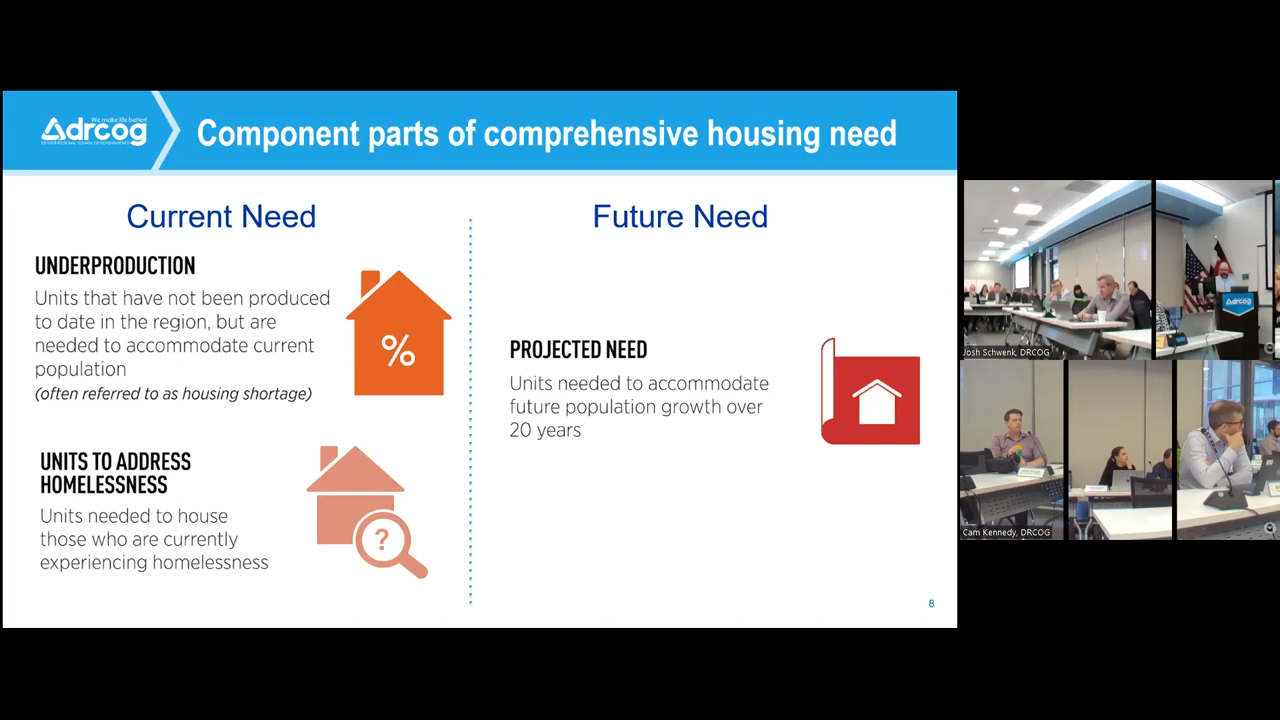 We make life better!
drcog
Component parts of comprehensive housing need
Current Need
UNDERPRODUCTION
Units that have not been produced
to date in the region, but are
needed to accommodate current
population
(often referred to as housing shortage)
%
UNITS TO ADDRESS
HOMELESSNESS
Units needed to house
those who are currently
experiencing homelessness
?
Future Need
PROJECTED NEED
Units needed to accommodate
future population growth over
20 years
8
Josh Schwenk, DRCOG
drcog
Cam Kennedy, DRCOG